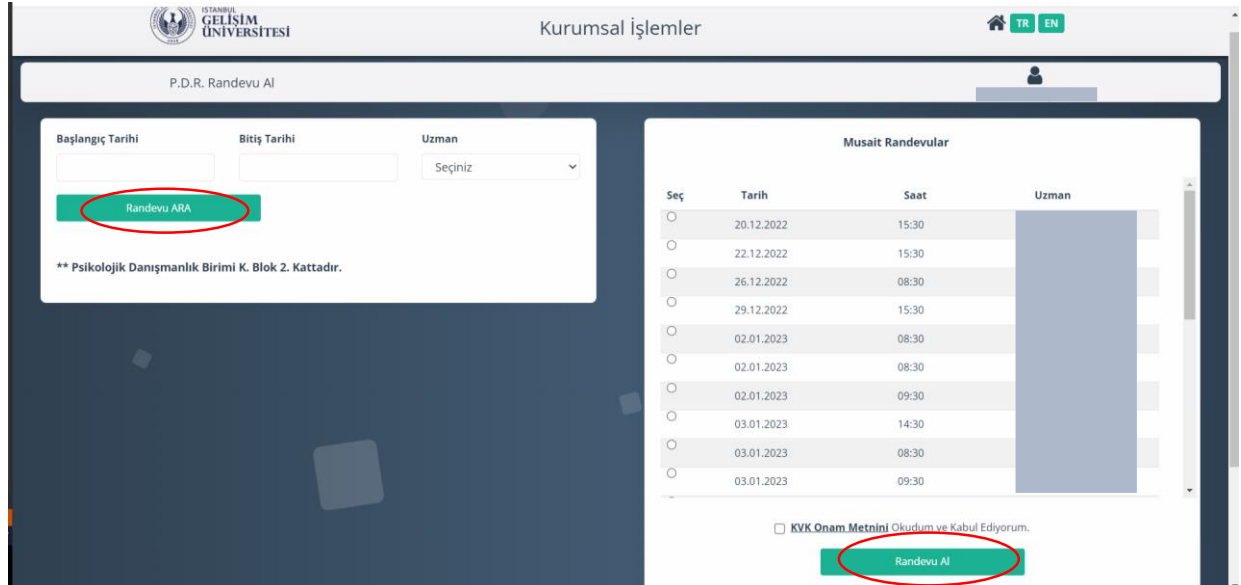 İSTANBUL
GELİŞİM
ÜNİVERSİTESİ
Kurumsal İşlemler
TR EN
P.D.R. Randevu Al
Başlangıç Tarihi Bitiş Tarihi Uzman
Seçiniz
Randevu ARA
** Psikolojik Danışmanlık Birimi K. Blok 2. Kattadır.
Musait Randevular
Seç Tarih Saat Uzman
20.12.2022 15:30
22.12.2022 15:30
26.12.2022 08:30
29.12.2022 15:30
02.01.2023 08:30
02.01.2023 08:30
02.01.2023 09:30
03.01.2023 14:30
03.01.2023 08:30
03.01.2023 09:30
KVK Onam Metnini Okudum ve Kabul Ediyorum.
Randevu Al